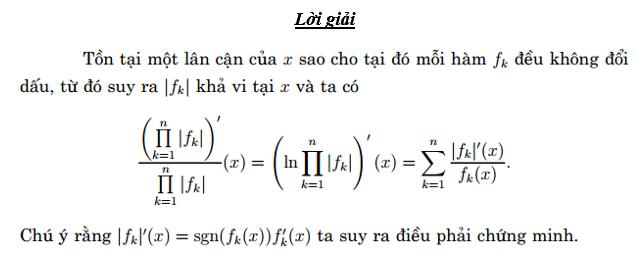 Lời giải
Tồn tại một lân cận của x sao cho tại đó mỗi hàm f_k đều không đổi
dấu, từ đó suy ra |f_k| khả vi tại x và ta có
\frac{\left(\prod_{k=1}^{n} |f_k|\right)'}{\prod_{k=1}^{n} |f_k|}(x) = \left(\ln \prod_{k=1}^{n} |f_k|\right)'(x) = \sum_{k=1}^{n} \frac{|f_k|'(x)}{f_k(x)}.
Chú ý rằng |f_k|'(x) = sgn(f_k(x))f_k'(x) ta suy ra điều phải chứng minh.